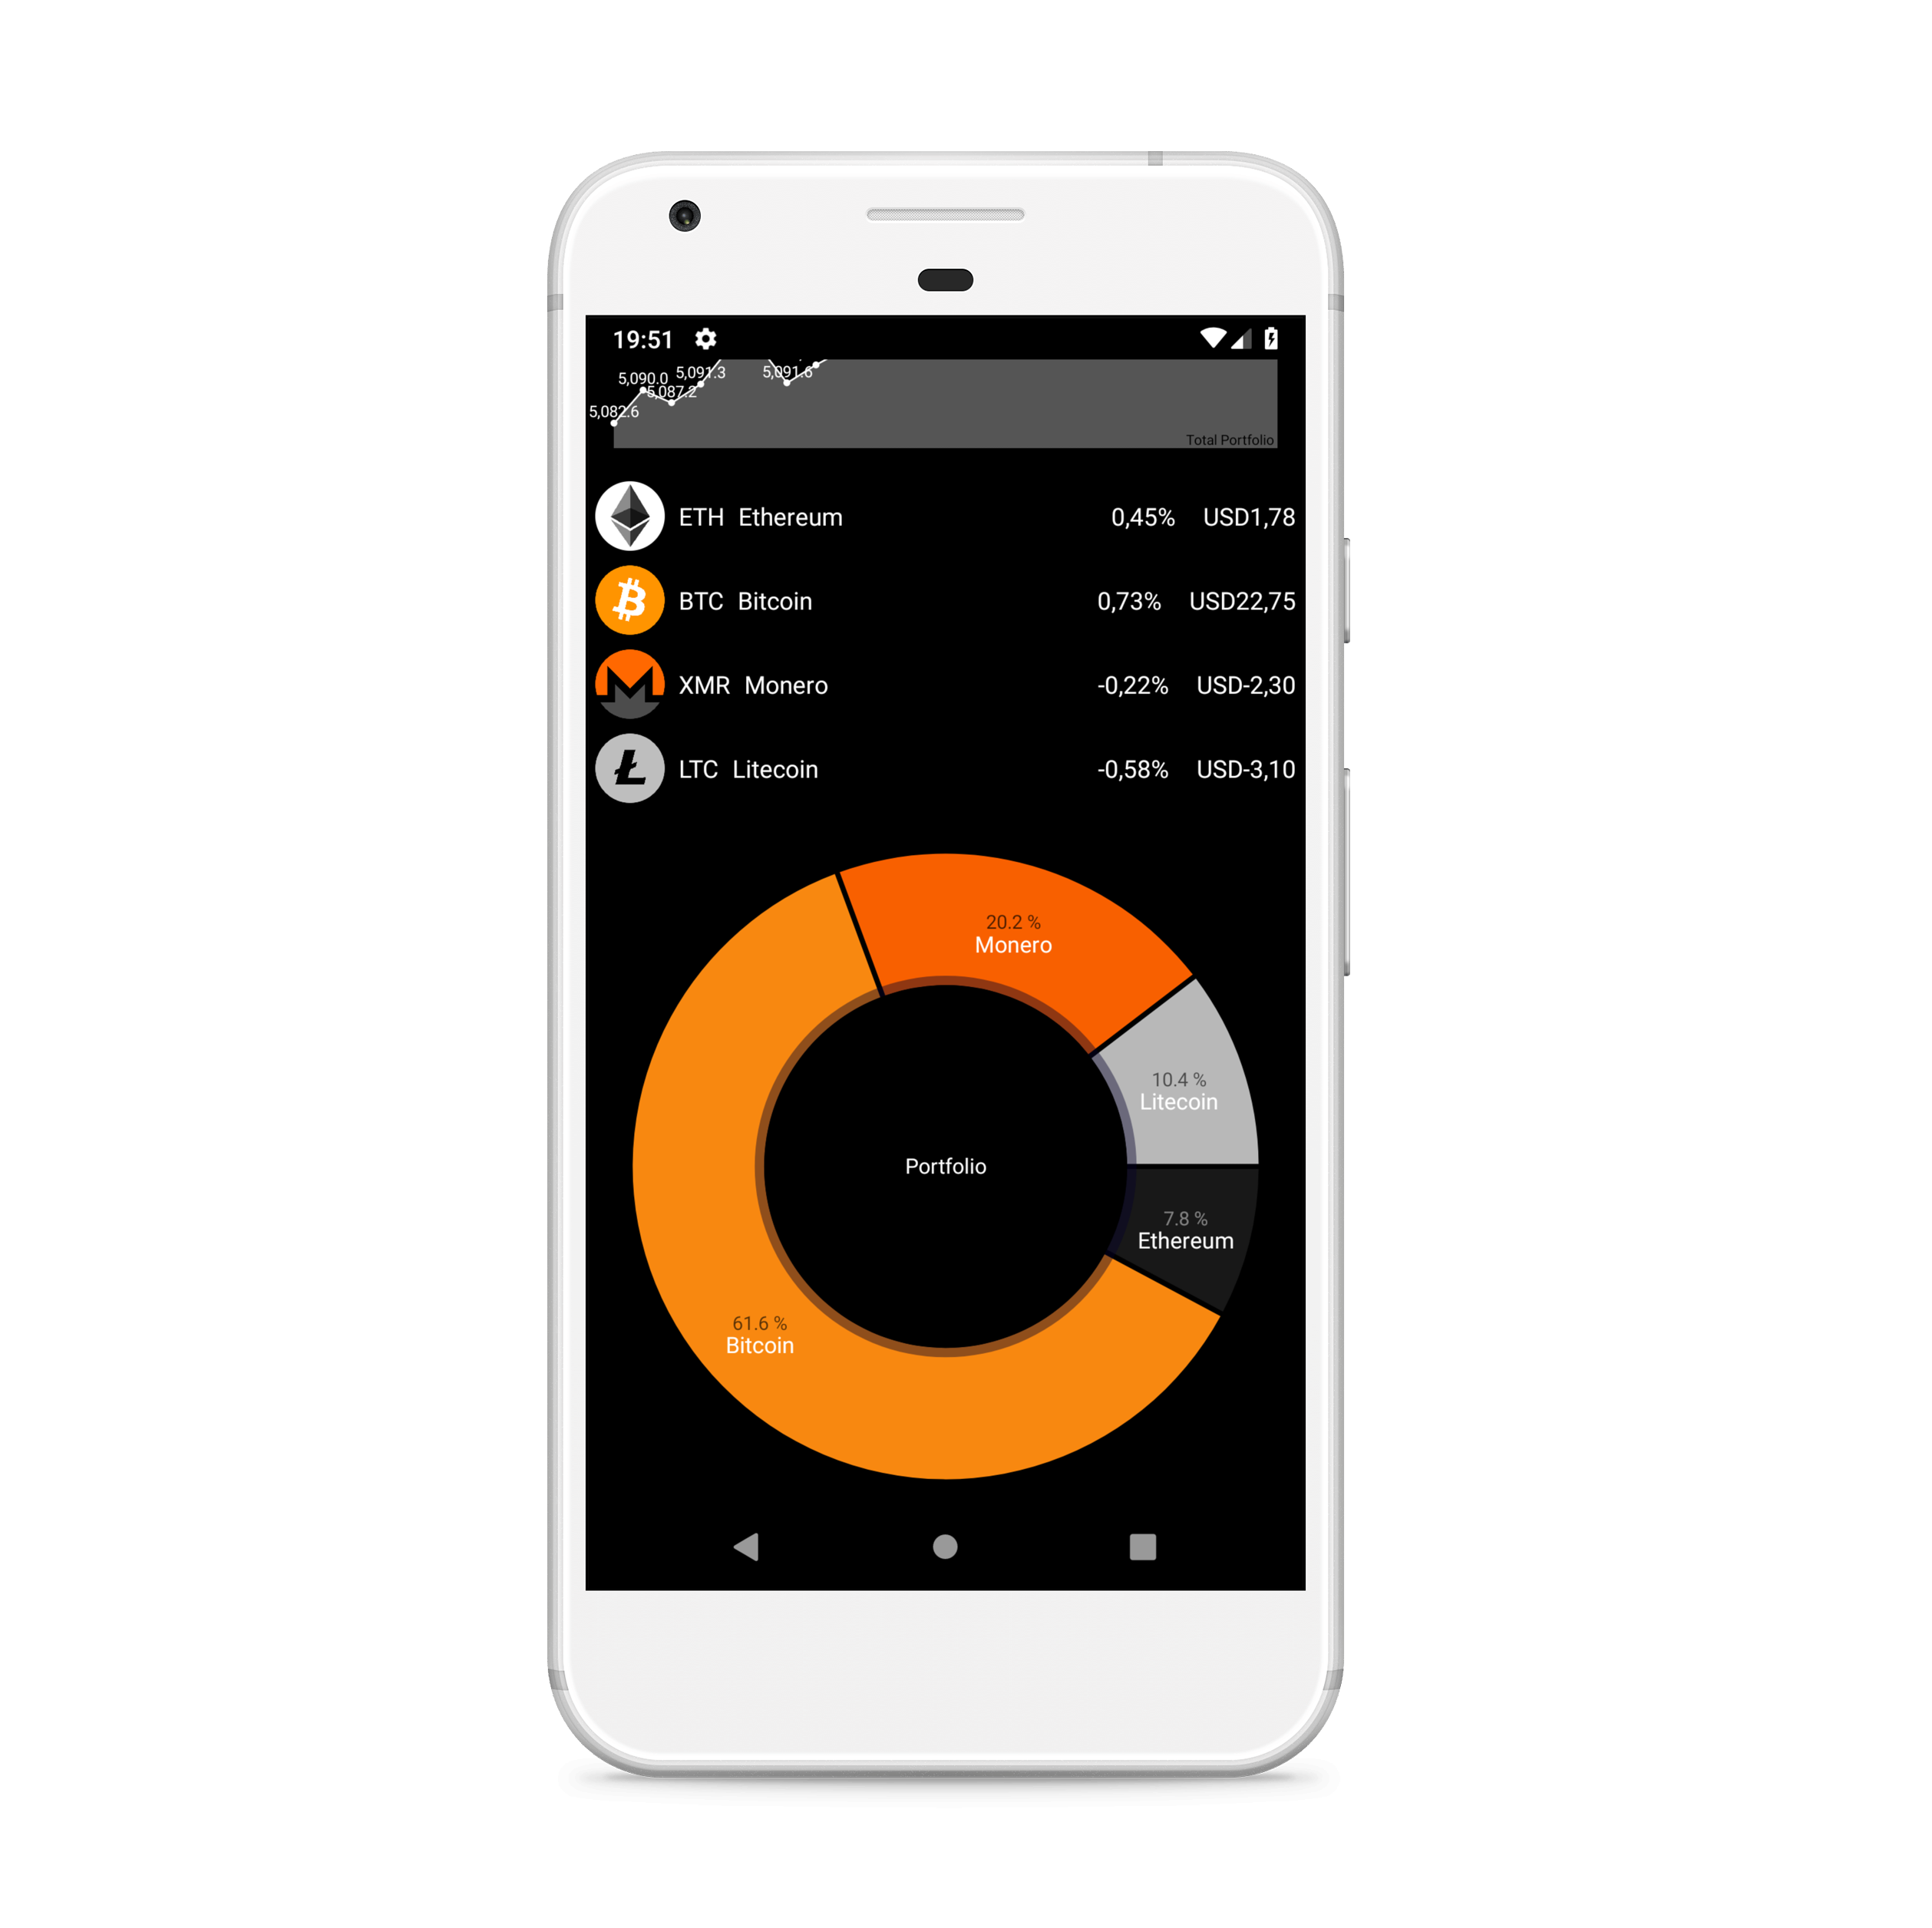 19:51
5,090.0
5,091.3
5,091.6
5,087.2
5,082.6
Total Portfolio
ETH Ethereum 0,45% USD1,78
BTC Bitcoin 0,73% USD22,75
XMR Monero -0,22% USD-2,30
LTC Litecoin -0,58% USD-3,10
20.2 %
Monero
10.4 %
Litecoin
Portfolio
7.8 %
Ethereum
61.6 %
Bitcoin